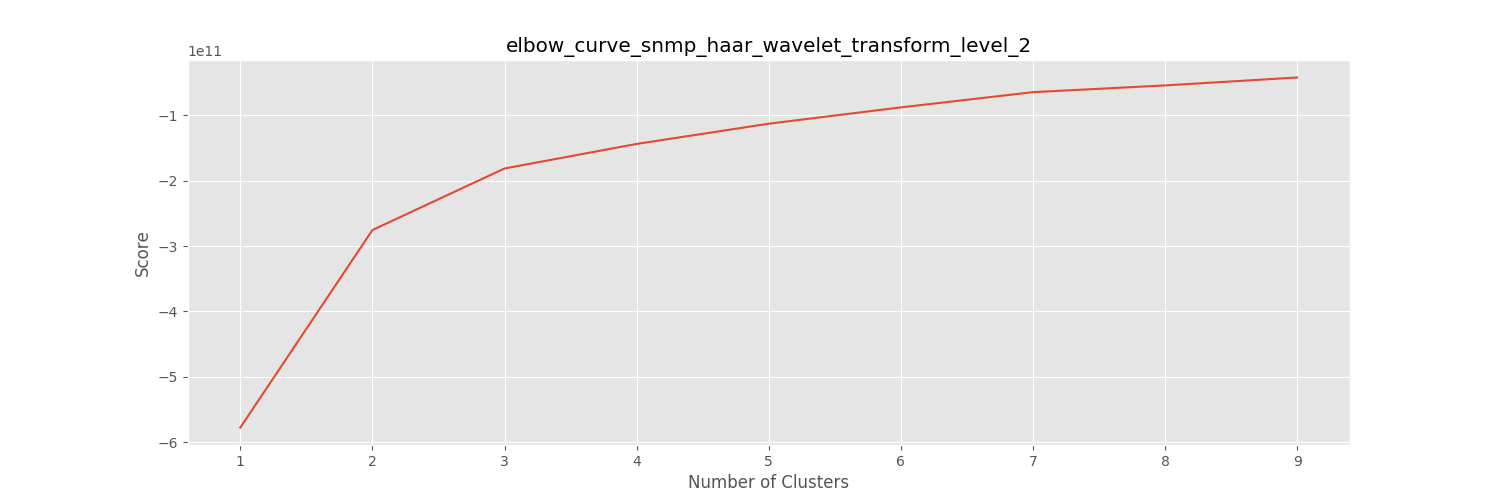 elbow_curve_snmp_haar_wavelet_transform_level_2
1e11
−1
−2
−3
−4
−5
−6
Score
1 2 3 4 5 6 7 8 9
Number of Clusters